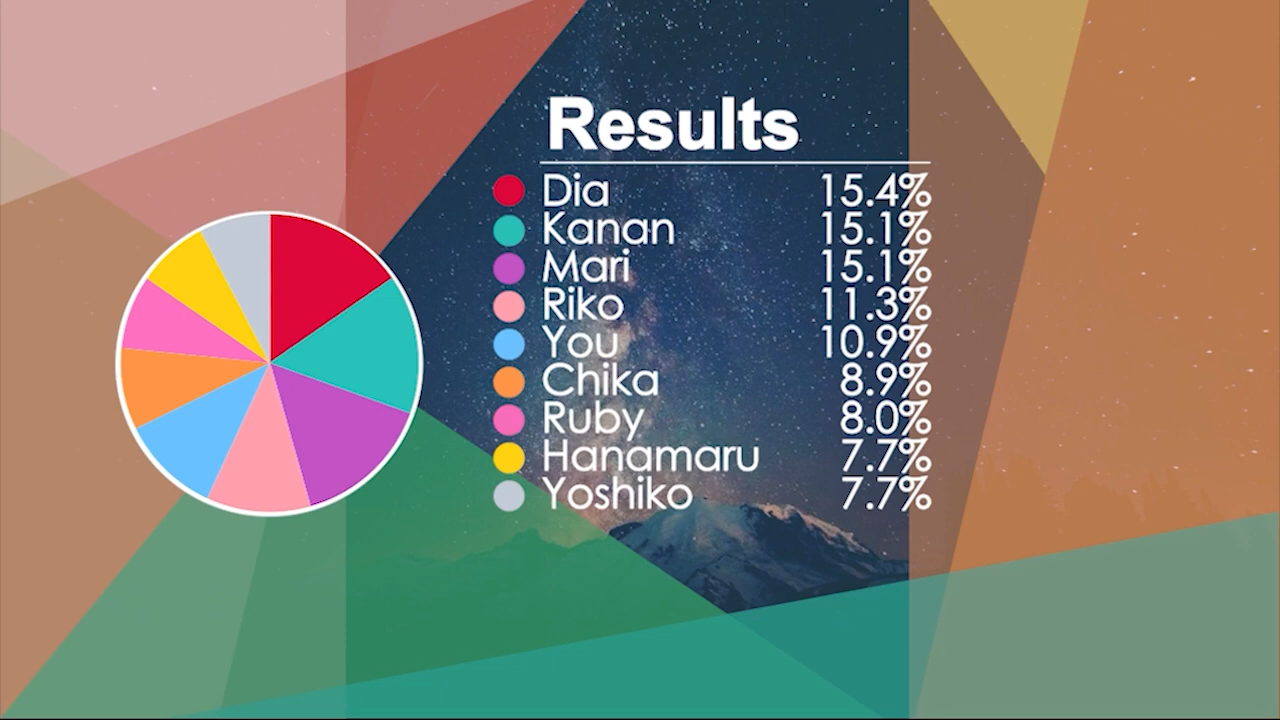 Results
Dia 15.4%
Kanan 15.1%
Mari 15.1%
Riko 11.3%
You 10.9%
Chika 8.9%
Ruby 8.0%
Hanamaru 7.7%
Yoshiko 7.7%